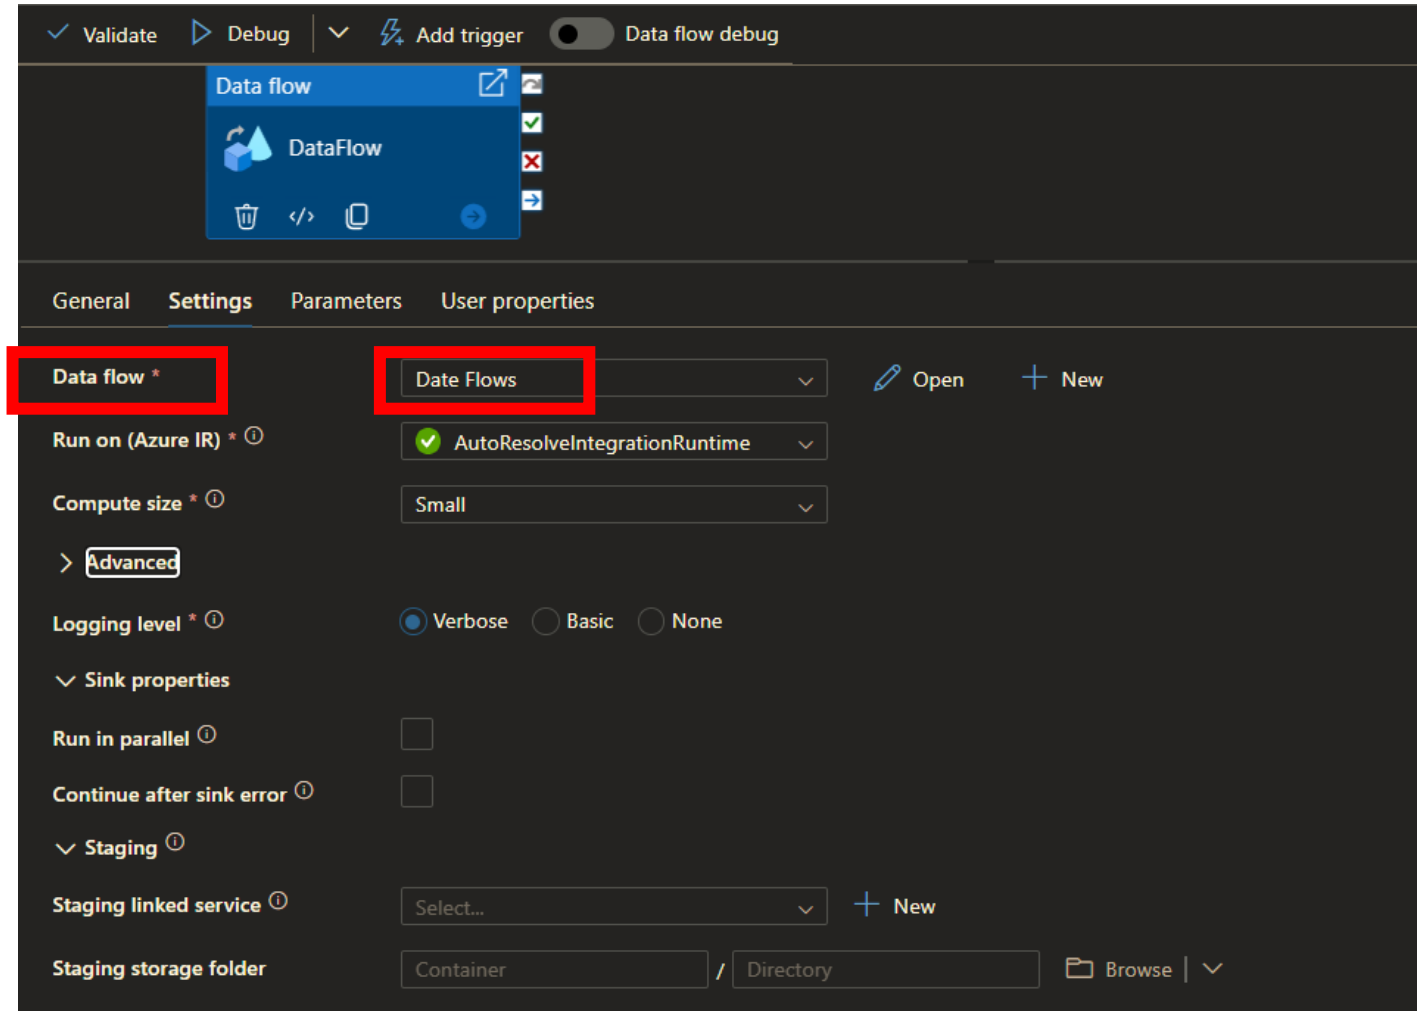 Validate Debug Add trigger Data flow debug
Data flow
DataFlow
General Settings Parameters User properties
Data flow * Date Flows Open New
Run on (Azure IR) * AutoResolveIntegrationRuntime
Compute size * Small
Advanced
Logging level * Verbose Basic None
Sink properties
Run in parallel
Continue after sink error
Staging
Staging linked service Select... New
Staging storage folder Container / Directory Browse